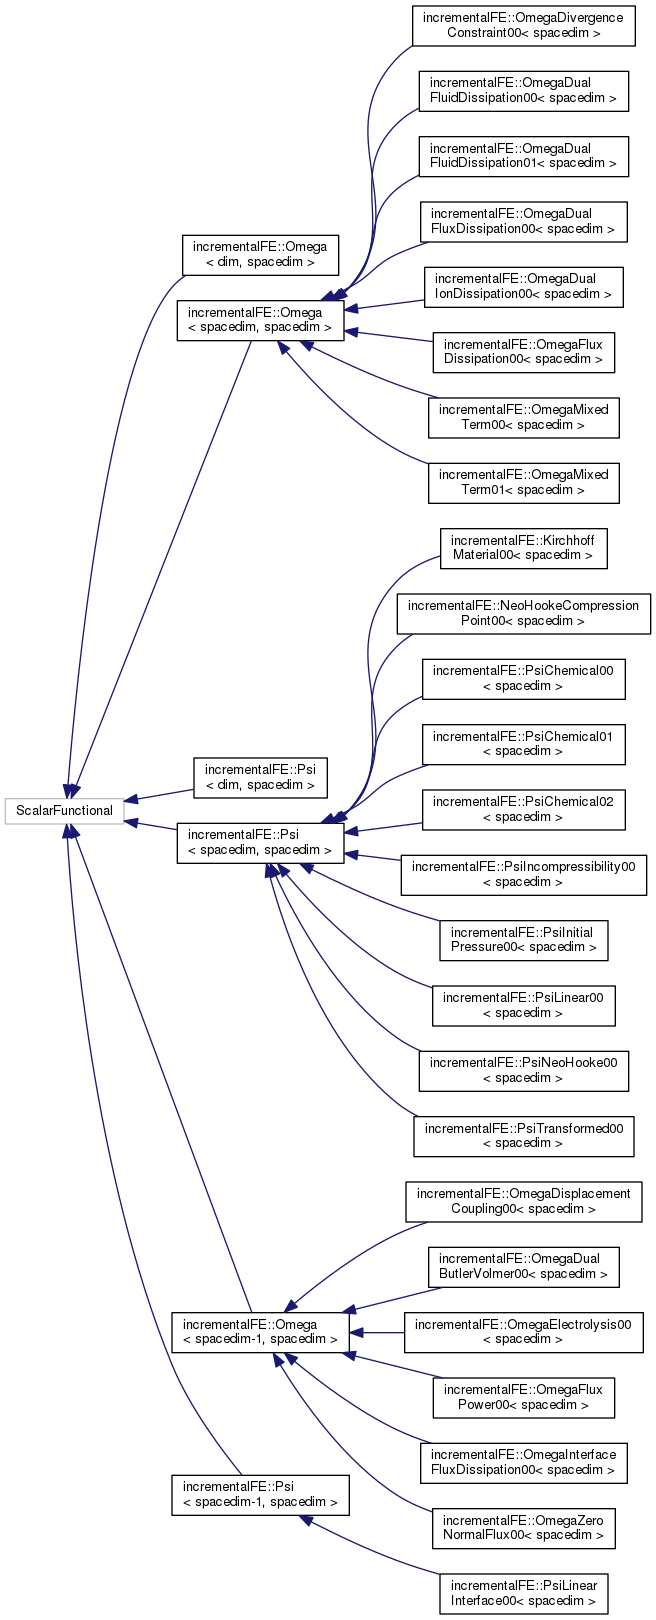 incrementalFE::OmegaDivergence
Constraint00< spacedim >
incrementalFE::OmegaDual
FluidDissipation00< spacedim >
incrementalFE::OmegaDual
FluidDissipation01< spacedim >
incrementalFE::OmegaDual
FluxDissipation00< spacedim >
incrementalFE::Omega
< dim, spacedim >
incrementalFE::OmegaDual
IonDissipation00< spacedim >
incrementalFE::Omega
< spacedim, spacedim >
incrementalFE::OmegaFlux
Dissipation00< spacedim >
incrementalFE::OmegaMixed
Term00< spacedim >
incrementalFE::OmegaMixed
Term01< spacedim >
incrementalFE::Kirchhoff
Material00< spacedim >
incrementalFE::NeoHookeCompression
Point00< spacedim >
incrementalFE::PsiChemical00
< spacedim >
incrementalFE::PsiChemical01
< spacedim >
incrementalFE::Psi
< dim, spacedim >
incrementalFE::PsiChemical02
< spacedim >
ScalarFunctional
incrementalFE::Psi
< spacedim, spacedim >
incrementalFE::PsiIncompressibility00
< spacedim >
incrementalFE::PsiInitial
Pressure00< spacedim >
incrementalFE::PsiLinear00
< spacedim >
incrementalFE::PsiNeoHooke00
< spacedim >
incrementalFE::PsiTransformed00
< spacedim >
incrementalFE::OmegaDisplacement
Coupling00< spacedim >
incrementalFE::OmegaDual
ButlerVolmer00< spacedim >
incrementalFE::Omega
< spacedim-1, spacedim >
incrementalFE::OmegaElectrolysis00
< spacedim >
incrementalFE::OmegaFlux
Power00< spacedim >
incrementalFE::OmegaInterface
FluxDissipation00< spacedim >
incrementalFE::Psi
< spacedim-1, spacedim >
incrementalFE::OmegaZero
NormalFlux00< spacedim >
incrementalFE::PsiLinear
Interface00< spacedim >